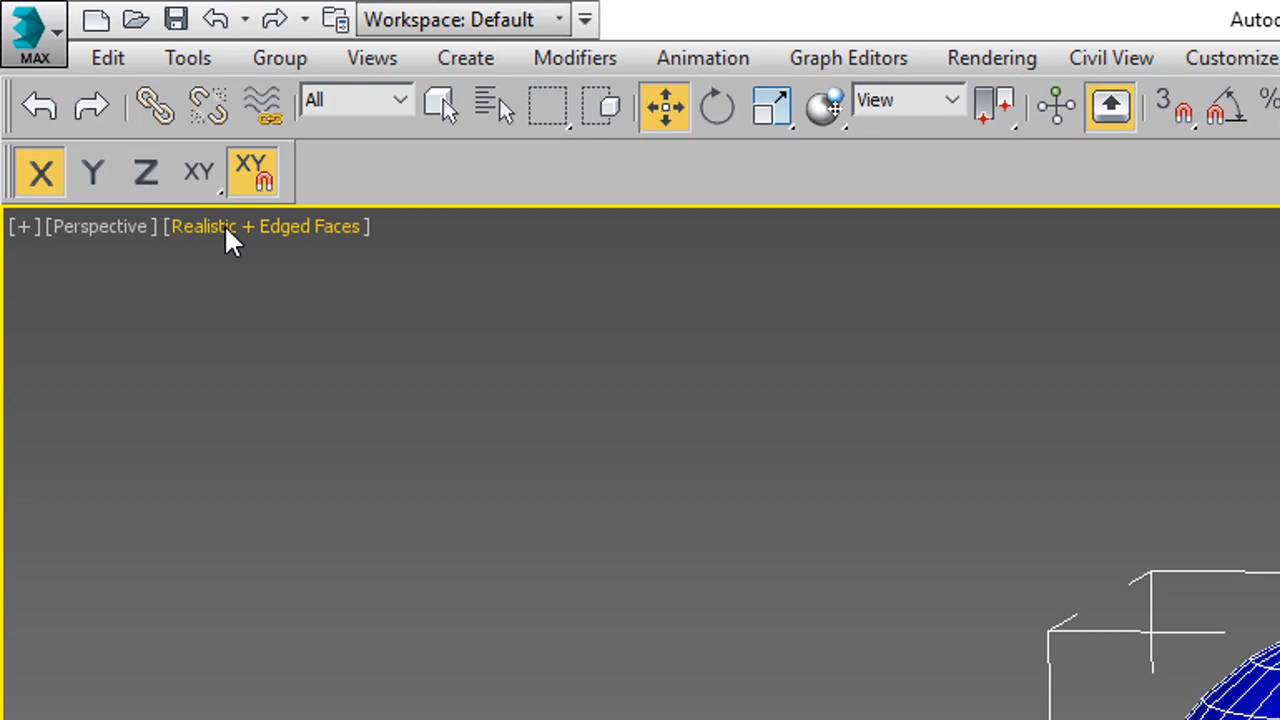 Workspace: Default
Autod
MAX
Edit Tools Group Views Create Modifiers Animation Graph Editors Rendering Civil View Customize
All View 3 %
X Y Z XY XY
[+] [Perspective] [Realistic + Edged Faces]